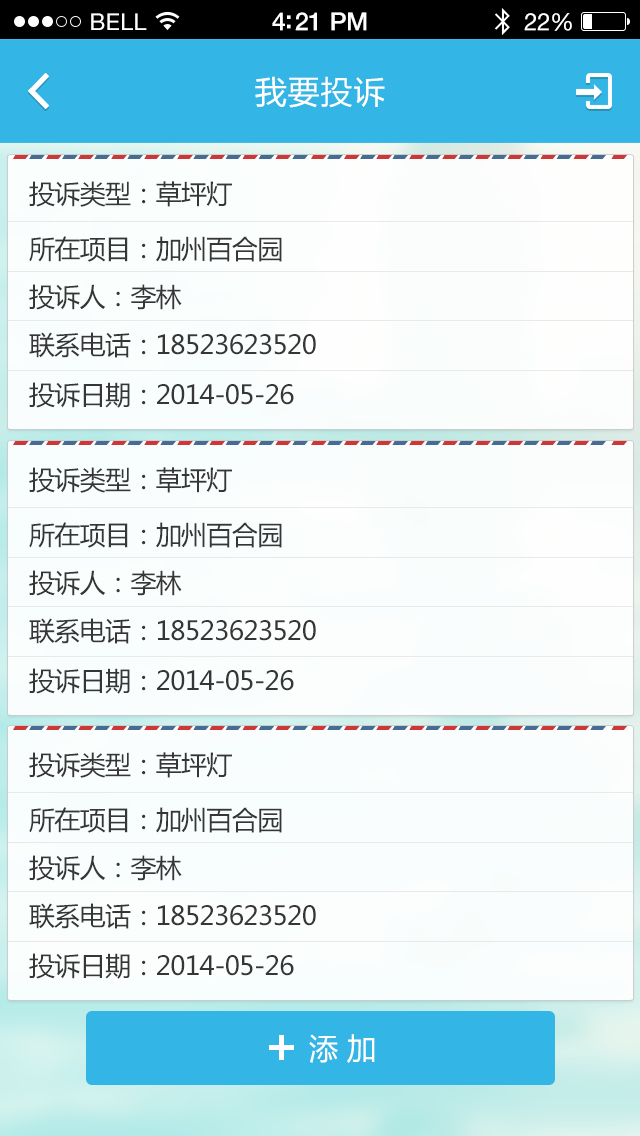 BELL 4:21 PM 22%
我要投诉
投诉类型：草坪灯
所在项目：加州百合园
投诉人：李林
联系电话：18523623520
投诉日期：2014-05-26
投诉类型：草坪灯
所在项目：加州百合园
投诉人：李林
联系电话：18523623520
投诉日期：2014-05-26
投诉类型：草坪灯
所在项目：加州百合园
投诉人：李林
联系电话：18523623520
投诉日期：2014-05-26
+ 添加